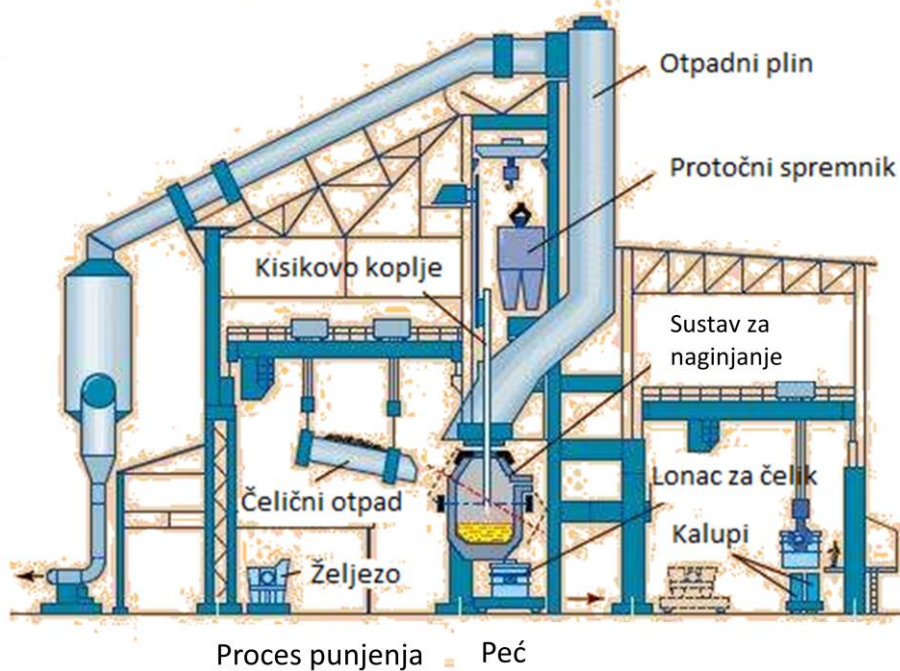 Otpadni plin
Protočni spremnik
Kisikovo koplje
Sustav za
naginjanje
Čelični otpad
Lonac za čelik
Kalupi
Željezo
Proces punjenja
Peć